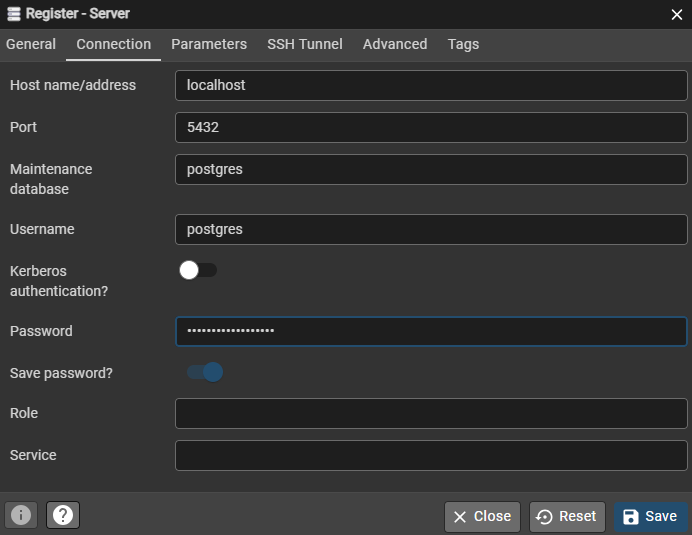 Register - Server
General Connection Parameters SSH Tunnel Advanced Tags
Host name/address localhost
Port 5432
Maintenance database postgres
Username postgres
Kerberos authentication?
Password ••••••••••••••••••
Save password?
Role
Service
Close Reset Save